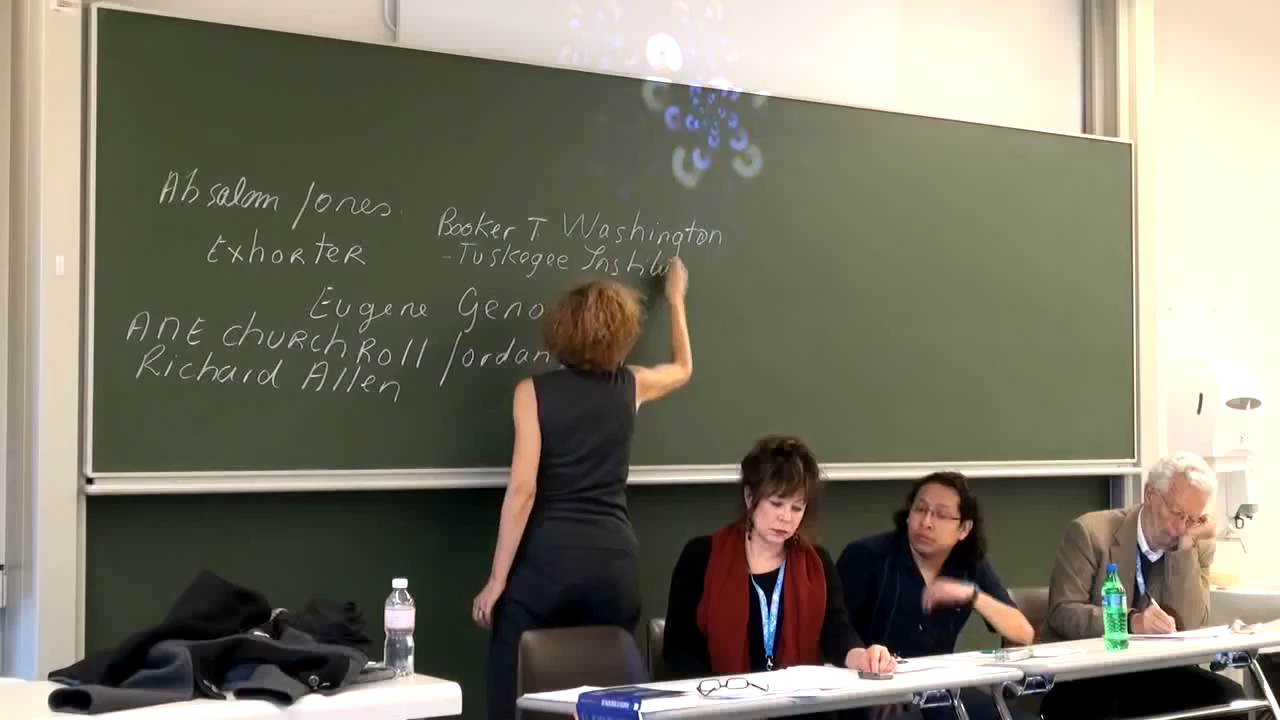 Absalom Jones.
Exhorter
Booker T Washington
-Tuskegee Institu
Eugene Geno
AME church Roll Jordan
Richard Allen